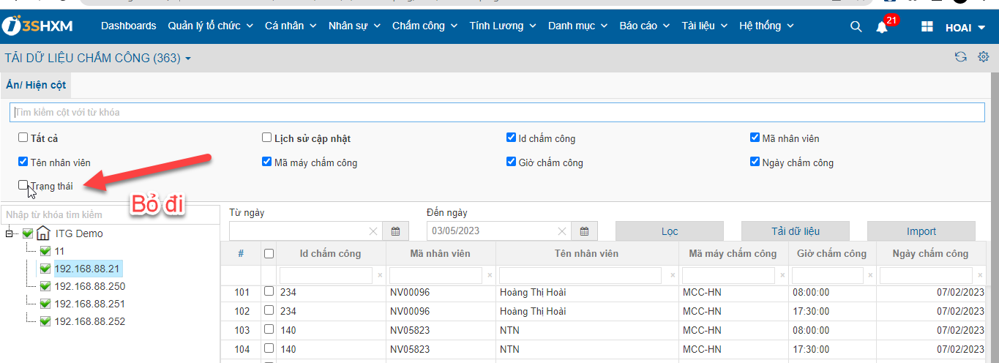 3SHXM Dashboards Quản lý tổ chức Cá nhân Nhân sự Chấm công Tính Lương Danh mục Báo cáo Tài liệu Hệ thống 21 HOAI
TẢI DỮ LIỆU CHẤM CÔNG (363)
Ẩn/ Hiện cột
Tìm kiếm cột với từ khóa
Tất cả Lịch sử cập nhật Id chấm công Mã nhân viên
Tên nhân viên Mã máy chấm công Giờ chấm công Ngày chấm công
Trạng thái
Bỏ đi
Nhập từ khóa tìm kiếm
ITG Demo
11
192.168.88.21
192.168.88.250
192.168.88.251
192.168.88.252
Từ ngày Đến ngày
03/05/2023 Lọc Tải dữ liệu Import
# Id chấm công Mã nhân viên Tên nhân viên Mã máy chấm công Giờ chấm công Ngày chấm công
101 234 NV00096 Hoàng Thị Hoài MCC-HN 08:00:00 07/02/2023
102 234 NV00096 Hoàng Thị Hoài MCC-HN 17:30:00 07/02/2023
103 140 NV05823 NTN MCC-HN 08:00:00 07/02/2023
104 140 NV05823 NTN MCC-HN 17:30:00 07/02/2023